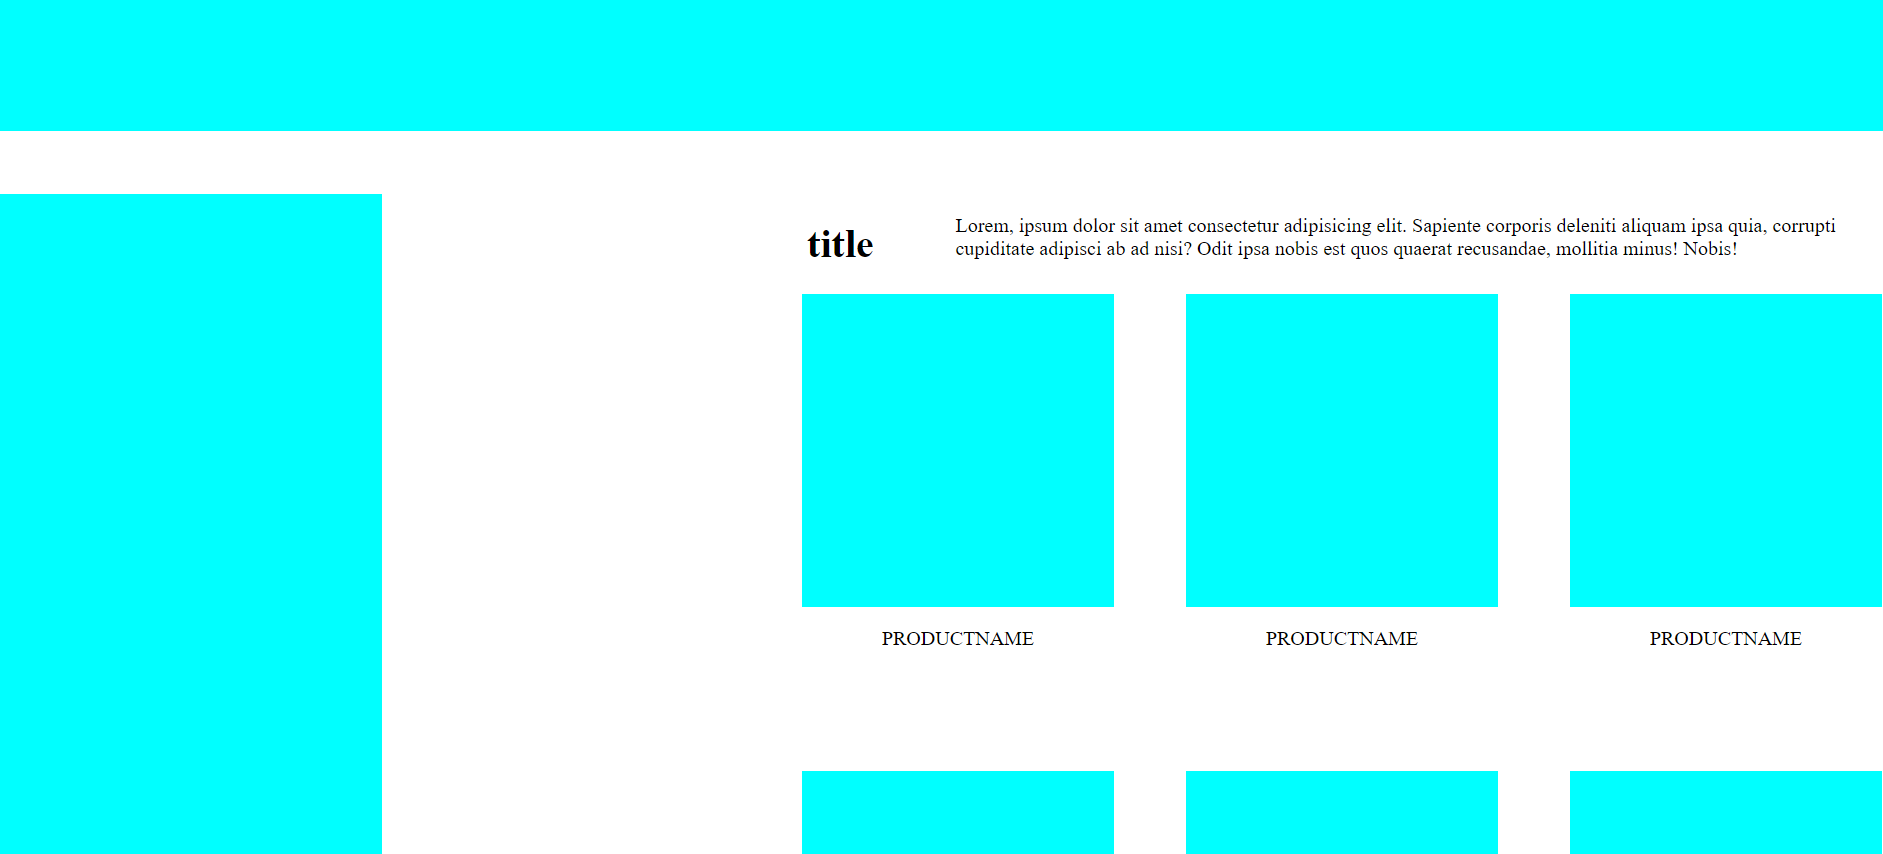 title
Lorem, ipsum dolor sit amet consectetur adipisicing elit. Sapiente corporis deleniti aliquam ipsa quia, corrupti
cupiditate adipisci ab ad nisi? Odit ipsa nobis est quos quaerat recusandae, mollitia minus! Nobis!
PRODUCTNAME
PRODUCTNAME
PRODUCTNAME